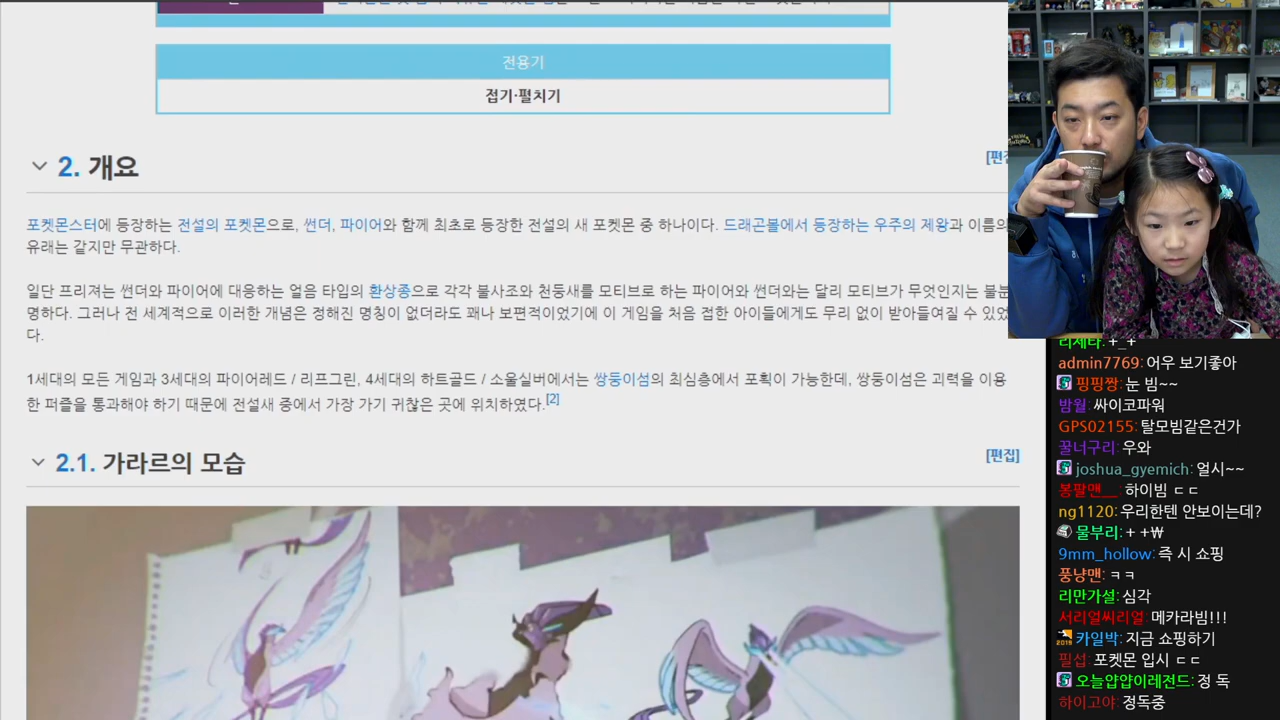 전용기
접기·펼치기
2. 개요
포켓몬스터에 등장하는 전설의 포켓몬으로, 썬더, 파이어와 함께 최초로 등장한 전설의 새 포켓몬 중 하나이다. 드래곤볼에서 등장하는 우주의 제왕과 이름의
유래는 같지만 무관하다.
일단 프리져는 썬더와 파이어에 대응하는 얼음 타입의 환상종으로 각각 불사조와 천둥새를 모티브로 하는 파이어와 썬더와는 달리 모티브가 무엇인지는 불분
명하다. 그러나 전 세계적으로 이러한 개념은 정해진 명칭이 없더라도 꽤나 보편적이었기에 이 게임을 처음 접한 아이들에게도 무리 없이 받아들여질 수 있었
다.
1세대의 모든 게임과 3세대의 파이어레드 / 리프그린, 4세대의 하트골드 / 소울실버에서는 쌍둥이섬의 최심층에서 포획이 가능한데, 쌍둥이섬은 괴력을 이용
한 퍼즐을 통과해야 하기 때문에 전설새 중에서 가장 가기 귀찮은 곳에 위치하였다.[2]
2.1. 가라르의 모습
[편집]
리제타: +_+
admin7769: 어우 보기좋아
핑핑짱: 눈 빔~~
밤월: 싸이코파워
GPS02155: 탈모빔같은건가
꿀너구리: 우와
joshua_gyemich: 얼시~~
봉팔맨__: 하이빔 ㄷㄷ
ng1120: 우리한텐 안보이는데?
물부리: + +₩
9mm_hollow: 즉 시 쇼핑
풍냥맨: ㅋㅋ
리만가설: 심각
서리얼씨리얼: 메카라빔!!!
카일박: 지금 쇼핑하기
필섭: 포켓몬 입시 ㄷㄷ
오늘얍얍이레전드: 정 독
하이고야: 정독중